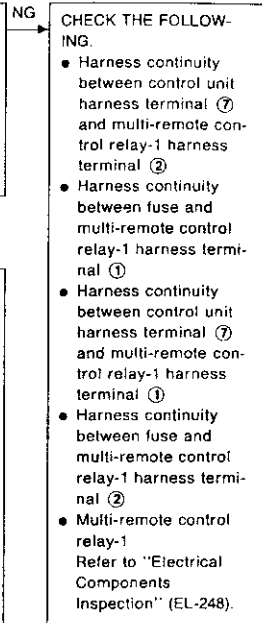 NG
CHECK THE FOLLOW-
ING.
● Harness continuity
between control unit
harness terminal ⑦
and multi-remote con-
trol relay-1 harness
terminal ②
● Harness continuity
between fuse and
multi-remote control
relay-1 harness termi-
nal ①
● Harness continuity
between control unit
harness terminal ⑦
and multi-remote con-
trol relay-1 harness
terminal ①
● Harness continuity
between fuse and
multi-remote control
relay-1 harness termi-
nal ②
● Multi-remote control
relay-1
Refer to "Electrical
Components
Inspection" (EL-248).